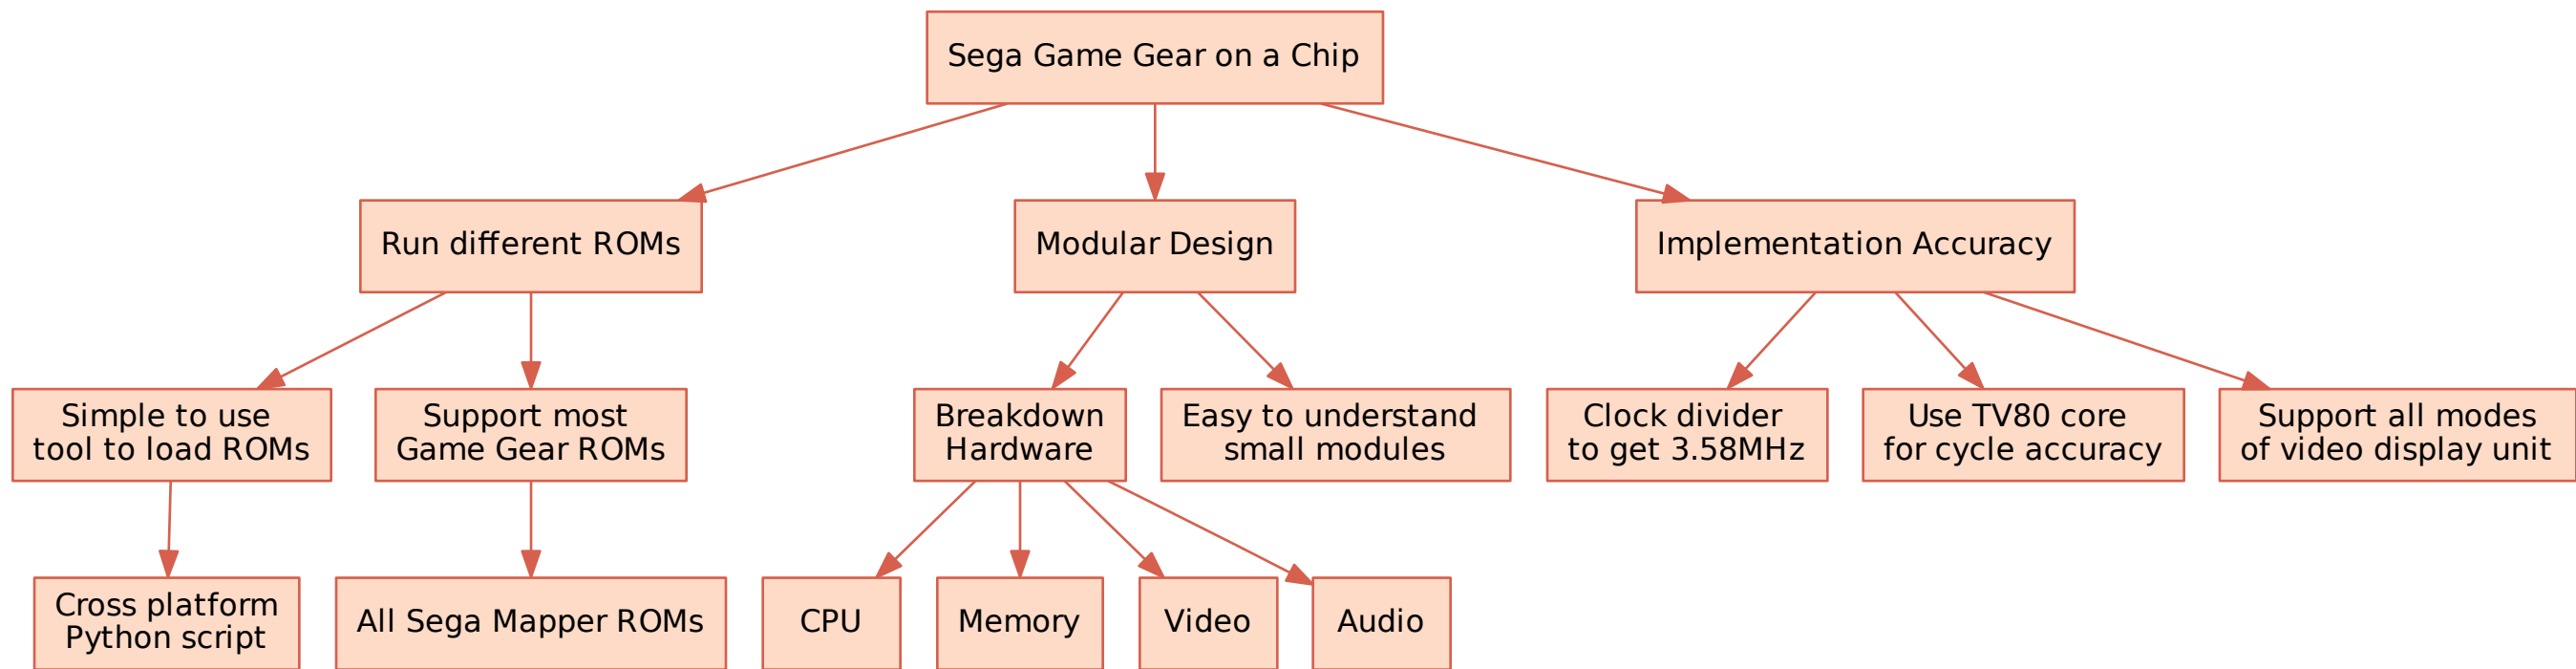 Sega Game Gear on a Chip
Run different ROMs
Modular Design
Implementation Accuracy
Simple to use
tool to load ROMs
Support most
Game Gear ROMs
Breakdown
Hardware
Easy to understand
small modules
Clock divider
to get 3.58MHz
Use TV80 core
for cycle accuracy
Support all modes
of video display unit
Cross platform
Python script
All Sega Mapper ROMs
CPU
Memory
Video
Audio